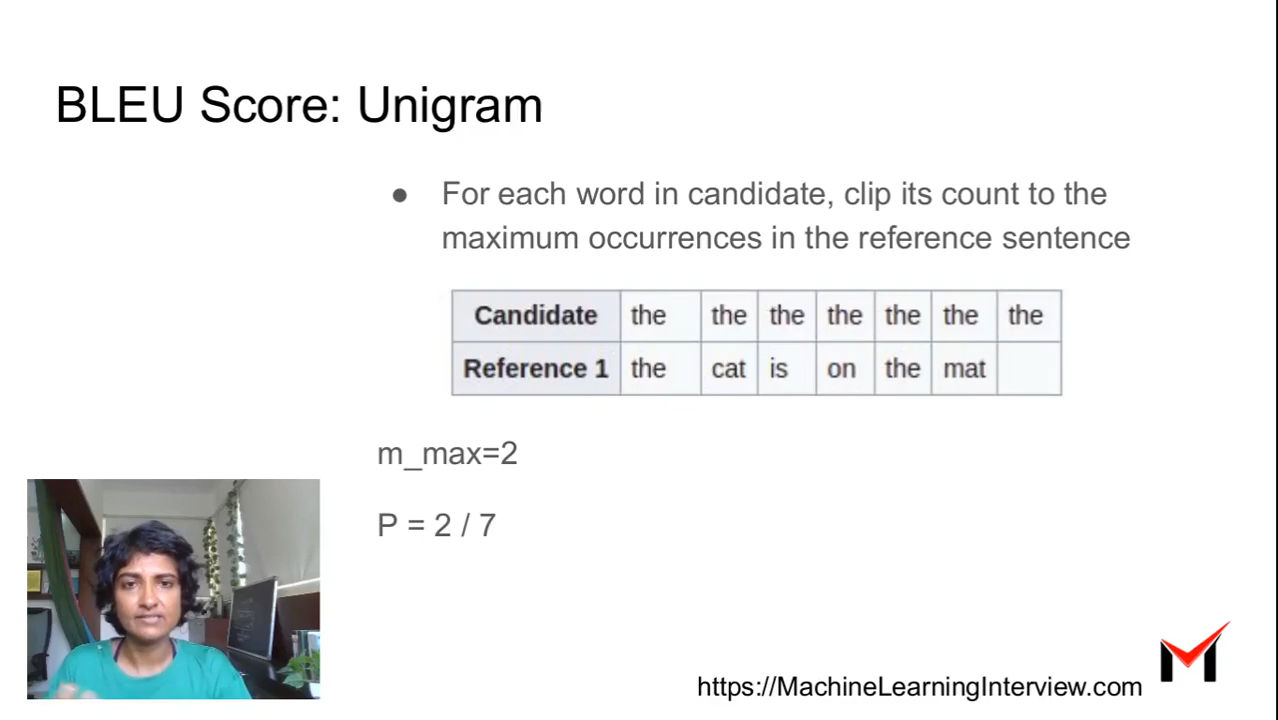 BLEU Score: Unigram
● For each word in candidate, clip its count to the
maximum occurrences in the reference sentence
Candidate the the the the the the the
Reference 1 the cat is on the mat
m_max=2
P = 2 / 7
https://MachineLearningInterview.com